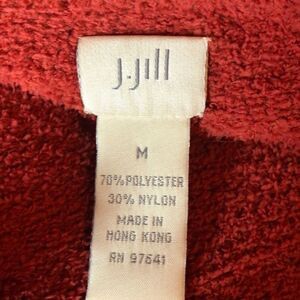 J.Jill
M
70% POLYESTER
30% NYLON
MADE IN
HONG KONG
RN 97641